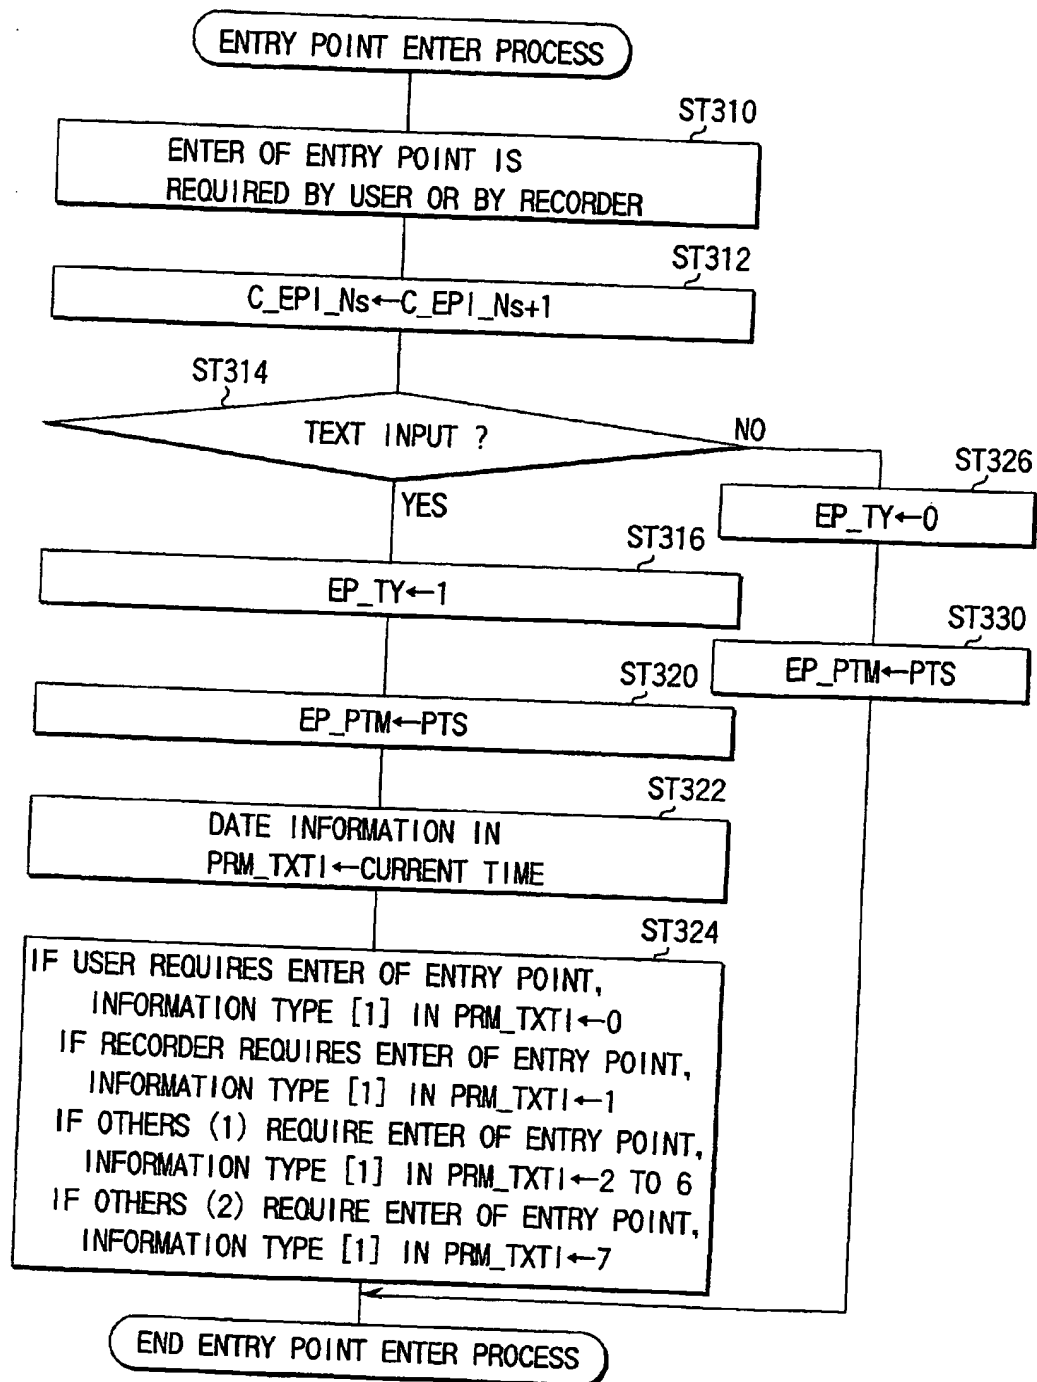 ENTRY POINT ENTER PROCESS
ST310
ENTER OF ENTRY POINT IS
REQUIRED BY USER OR BY RECORDER
ST312
C_EPI_Ns←C_EPI_Ns+1
ST314
TEXT INPUT ?
NO
YES
ST326
EP_TY←0
ST316
EP_TY←1
ST330
EP_PTM←PTS
ST320
EP_PTM←PTS
ST322
DATE INFORMATION IN
PRM_TXTI←CURRENT TIME
ST324
IF USER REQUIRES ENTER OF ENTRY POINT,
INFORMATION TYPE [1] IN PRM_TXTI←0
IF RECORDER REQUIRES ENTER OF ENTRY POINT,
INFORMATION TYPE [1] IN PRM_TXTI←1
IF OTHERS (1) REQUIRE ENTER OF ENTRY POINT,
INFORMATION TYPE [1] IN PRM_TXTI←2 TO 6
IF OTHERS (2) REQUIRE ENTER OF ENTRY POINT,
INFORMATION TYPE [1] IN PRM_TXTI←7
END ENTRY POINT ENTER PROCESS